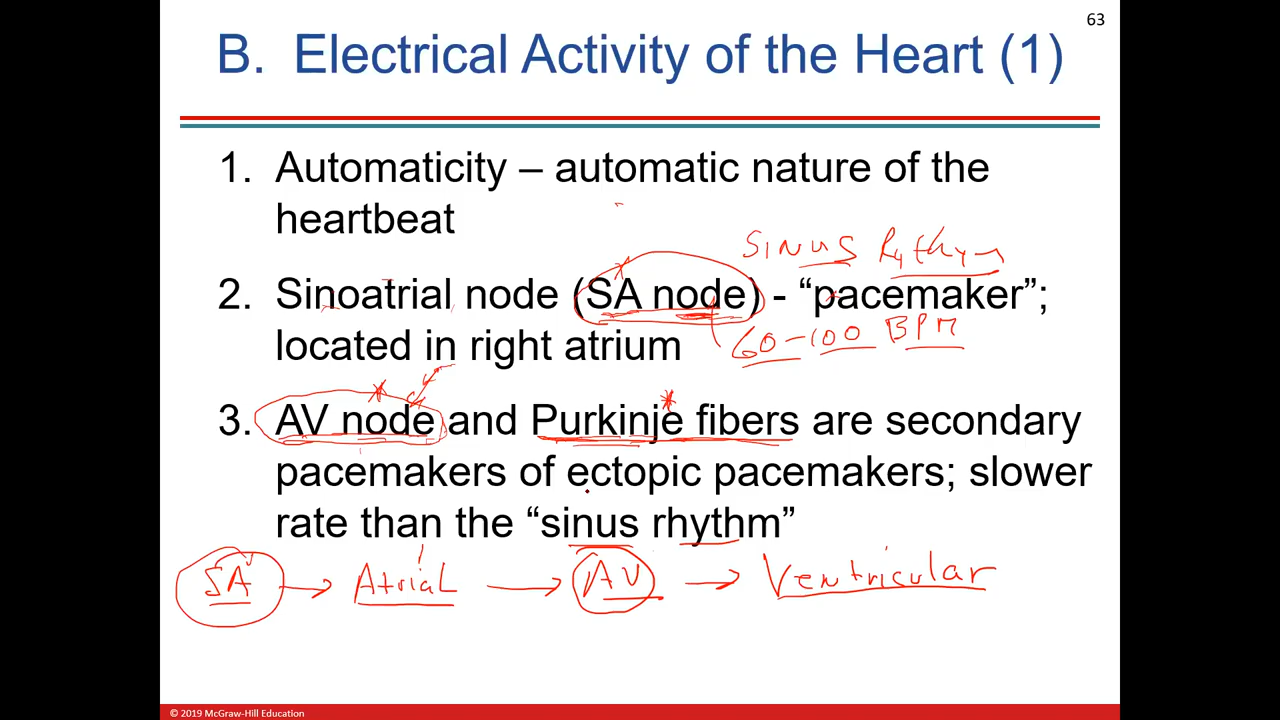 63
B. Electrical Activity of the Heart (1)
1. Automaticity – automatic nature of the
heartbeat
Sinus Rythym
2. Sinoatrial node (SA node) - “pacemaker”;
located in right atrium
60-100 BPM
3. AV node and Purkinje fibers are secondary
pacemakers of ectopic pacemakers; slower
rate than the “sinus rhythm”
SA → Atrial → AV → Ventricular
© 2019 McGraw-Hill Education